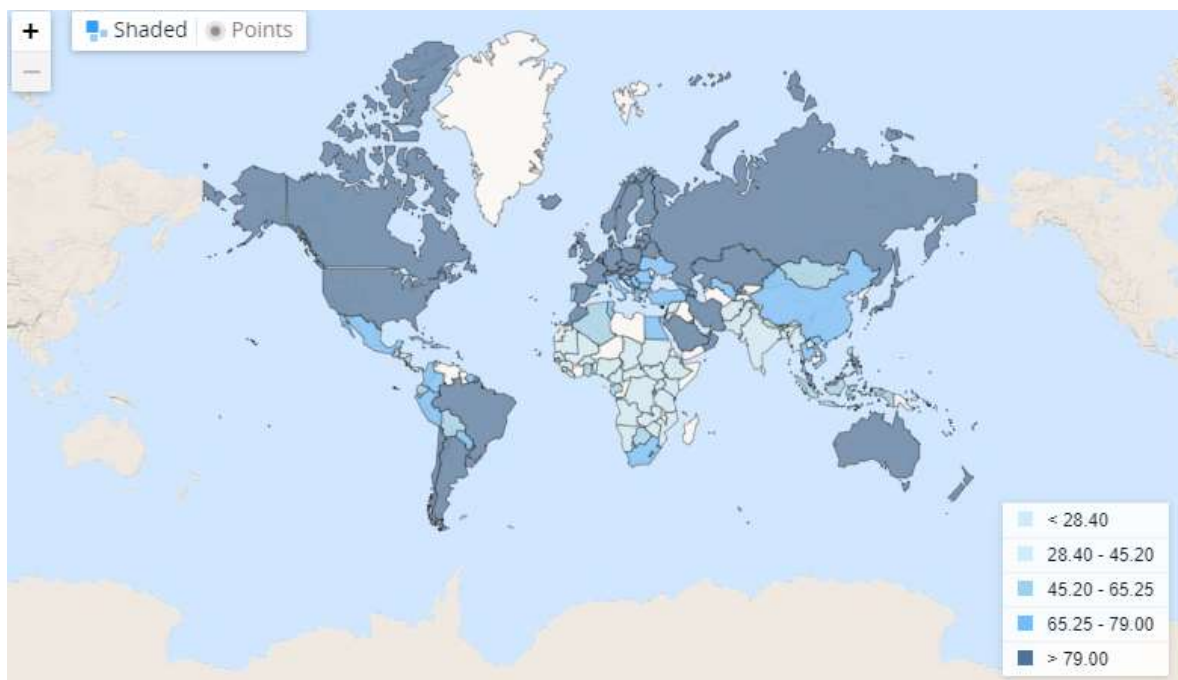 +
Shaded
Points
−
< 28.40
28.40 - 45.20
45.20 - 65.25
65.25 - 79.00
> 79.00